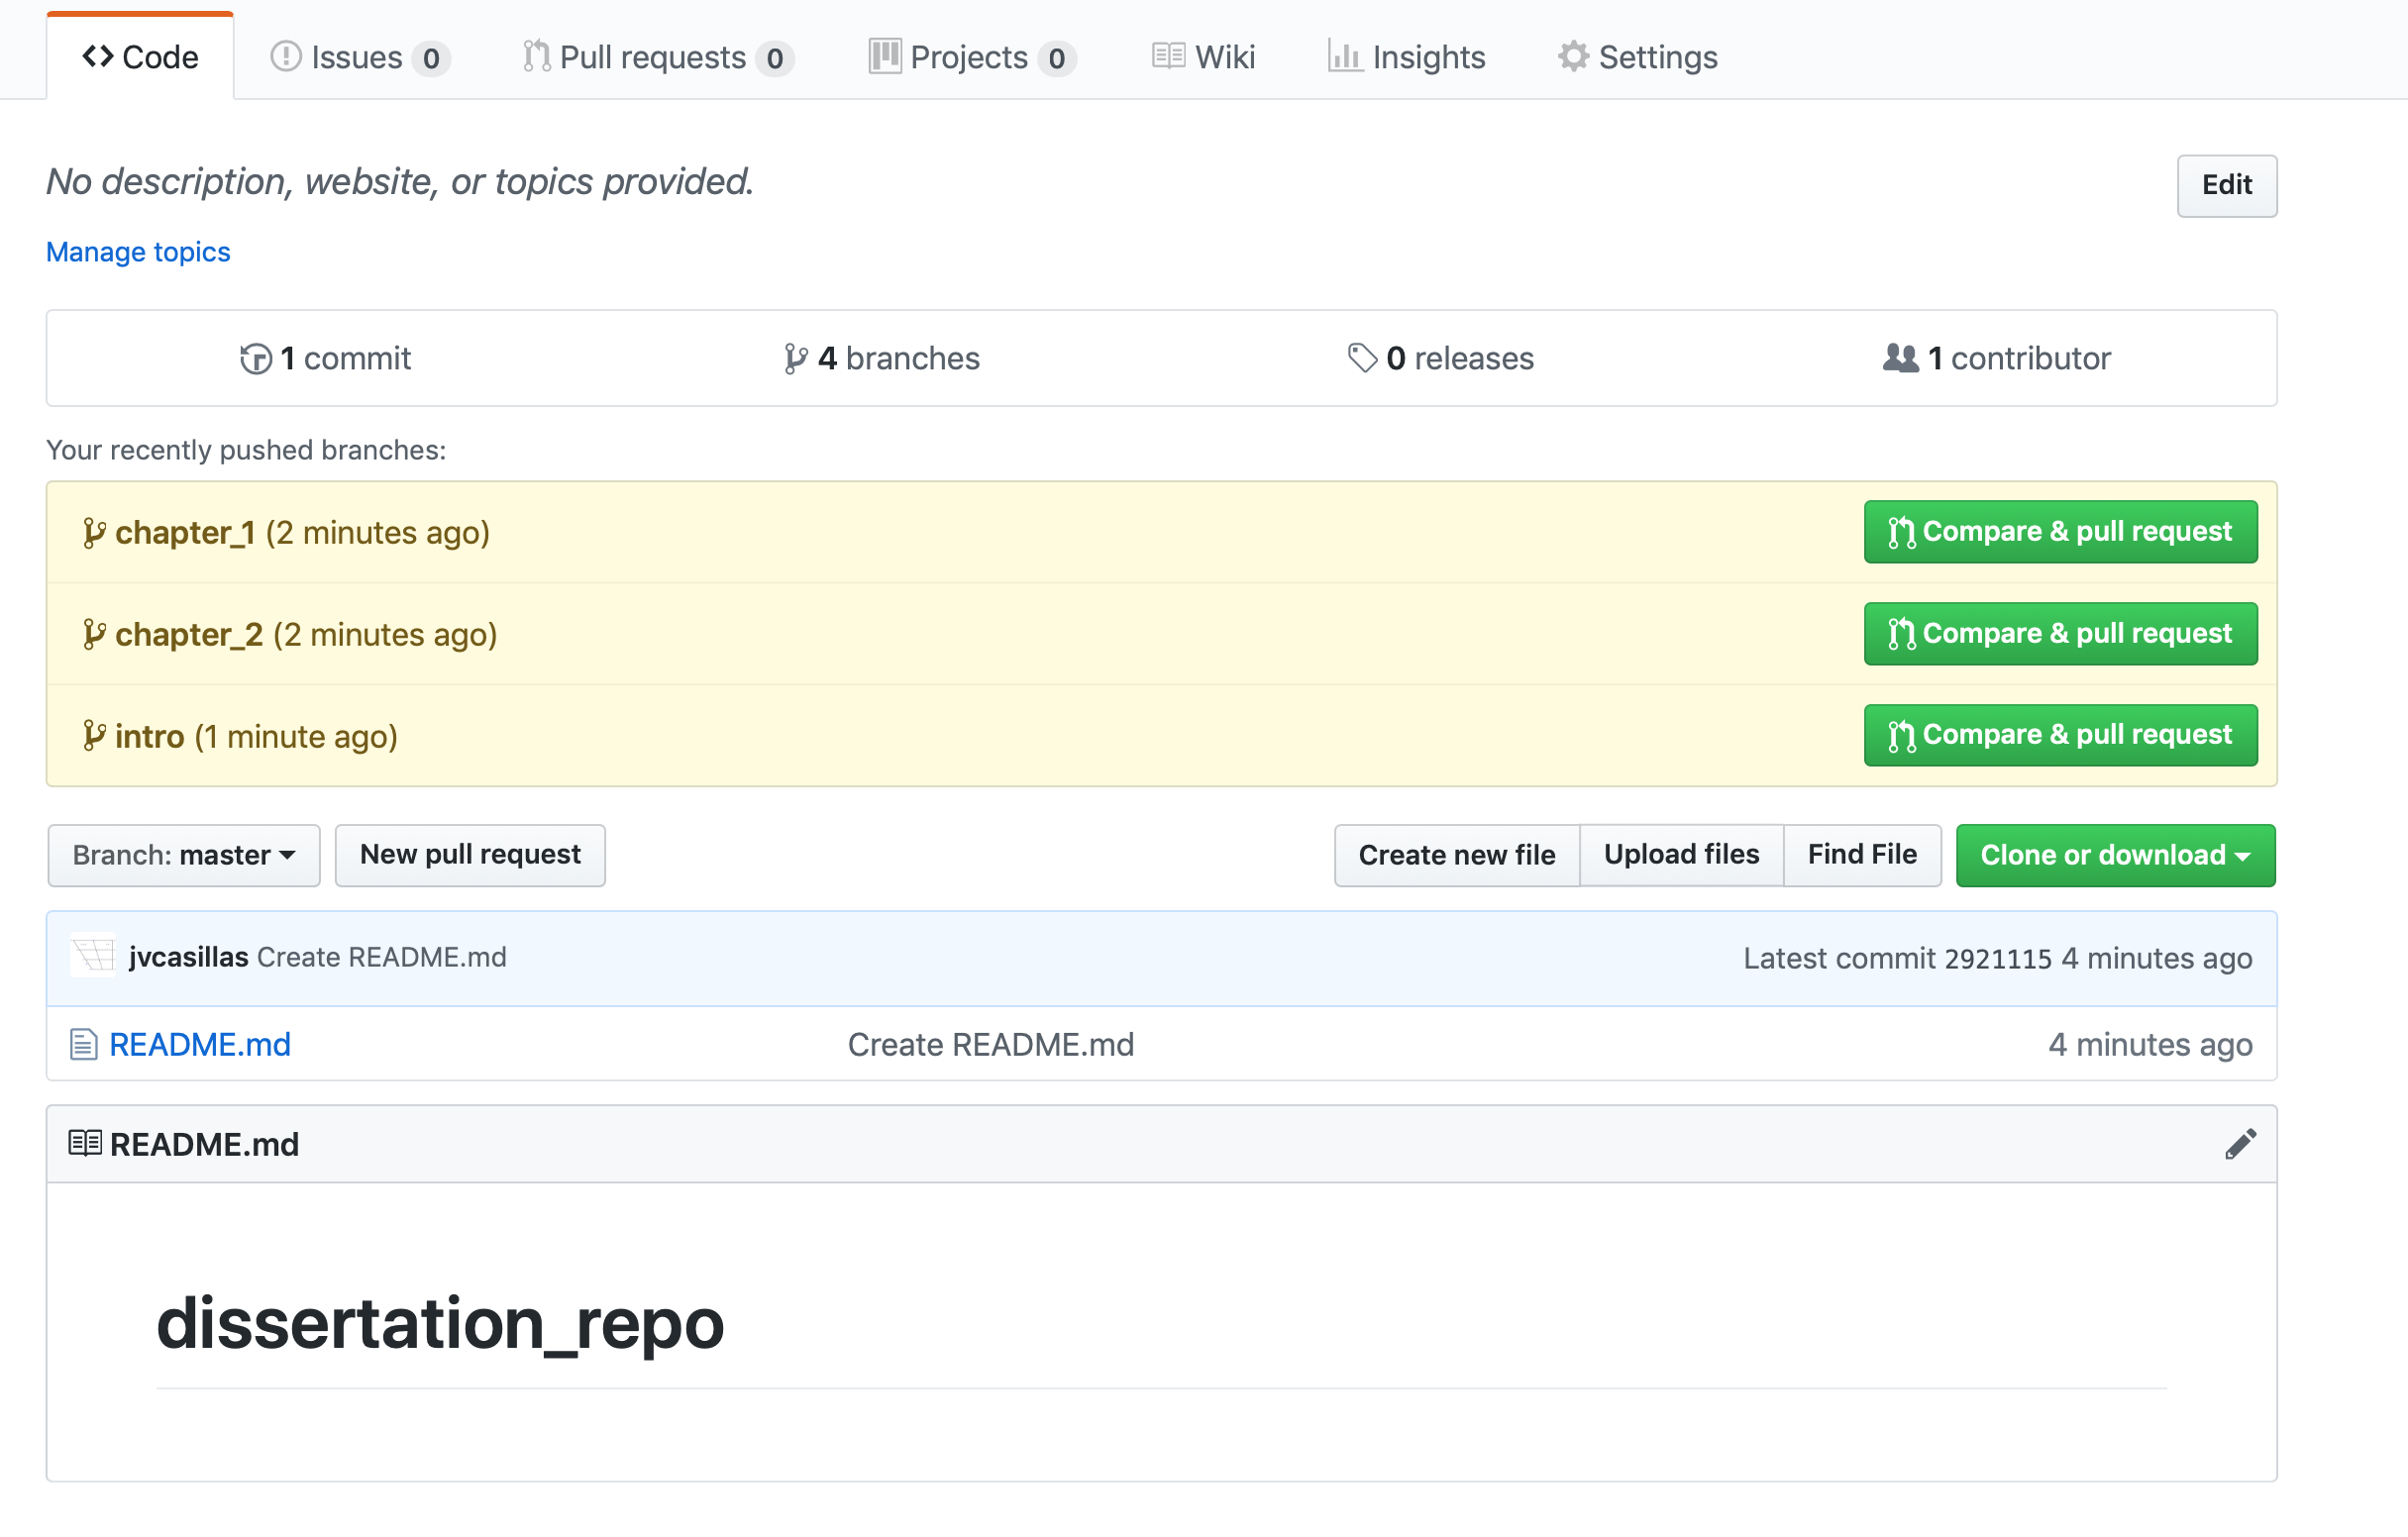 Code Issues 0 Pull requests 0 Projects 0 Wiki Insights Settings
No description, website, or topics provided. Edit
Manage topics
1 commit 4 branches 0 releases 1 contributor
Your recently pushed branches:
chapter_1 (2 minutes ago) Compare & pull request
chapter_2 (2 minutes ago) Compare & pull request
intro (1 minute ago) Compare & pull request
Branch: master New pull request Create new file Upload files Find File Clone or download
jvcasillas Create README.md Latest commit 2921115 4 minutes ago
README.md Create README.md 4 minutes ago
README.md
dissertation_repo